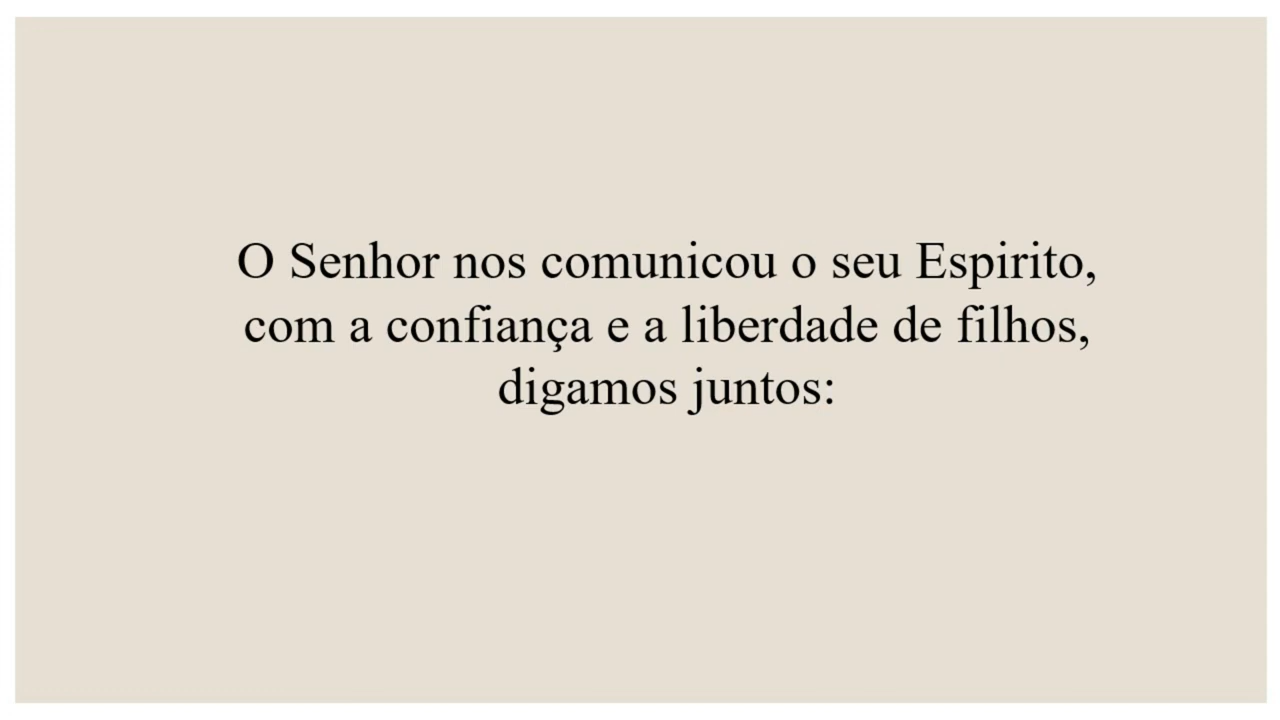 O Senhor nos comunicou o seu Espirito,
com a confiança e a liberdade de filhos,
digamos juntos: